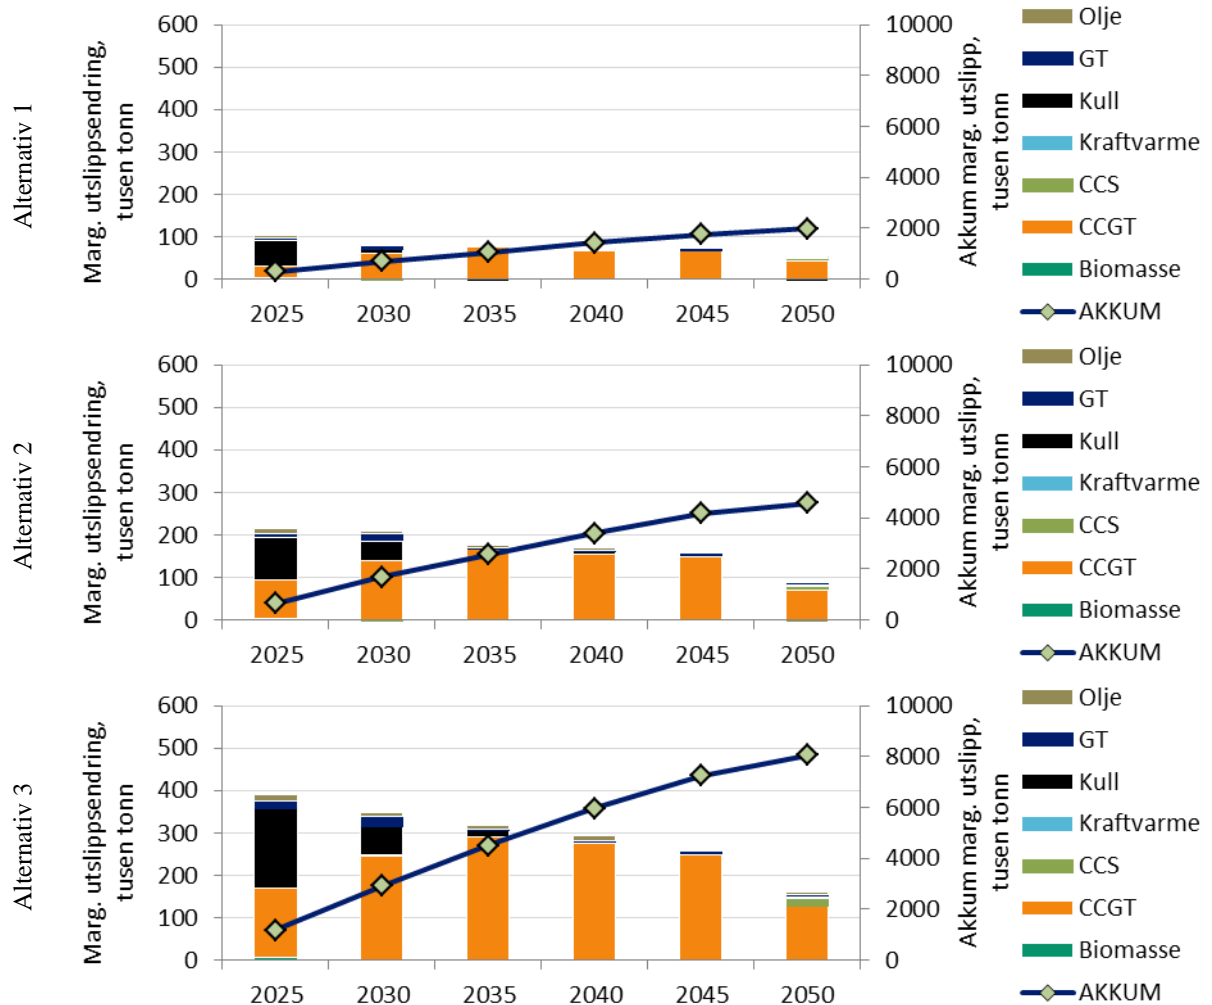 Alternativ 1
Marg. utslippsendring,
tusen tonn
600
500
400
300
200
100
0
2025 2030 2035 2040 2045 2050
10000
8000
6000
4000
2000
0
Akkum marg. utslipp,
tusen tonn
Olje
GT
Kull
Kraftvarme
CCS
CCGT
Biomasse
AKKUM
Alternativ 2
Marg. utslippsendring,
tusen tonn
600
500
400
300
200
100
0
2025 2030 2035 2040 2045 2050
10000
8000
6000
4000
2000
0
Akkum marg. utslipp,
tusen tonn
Olje
GT
Kull
Kraftvarme
CCS
CCGT
Biomasse
AKKUM
Alternativ 3
Marg. utslippsendring,
tusen tonn
600
500
400
300
200
100
0
2025 2030 2035 2040 2045 2050
10000
8000
6000
4000
2000
0
Akkum marg. utslipp,
tusen tonn
Olje
GT
Kull
Kraftvarme
CCS
CCGT
Biomasse
AKKUM